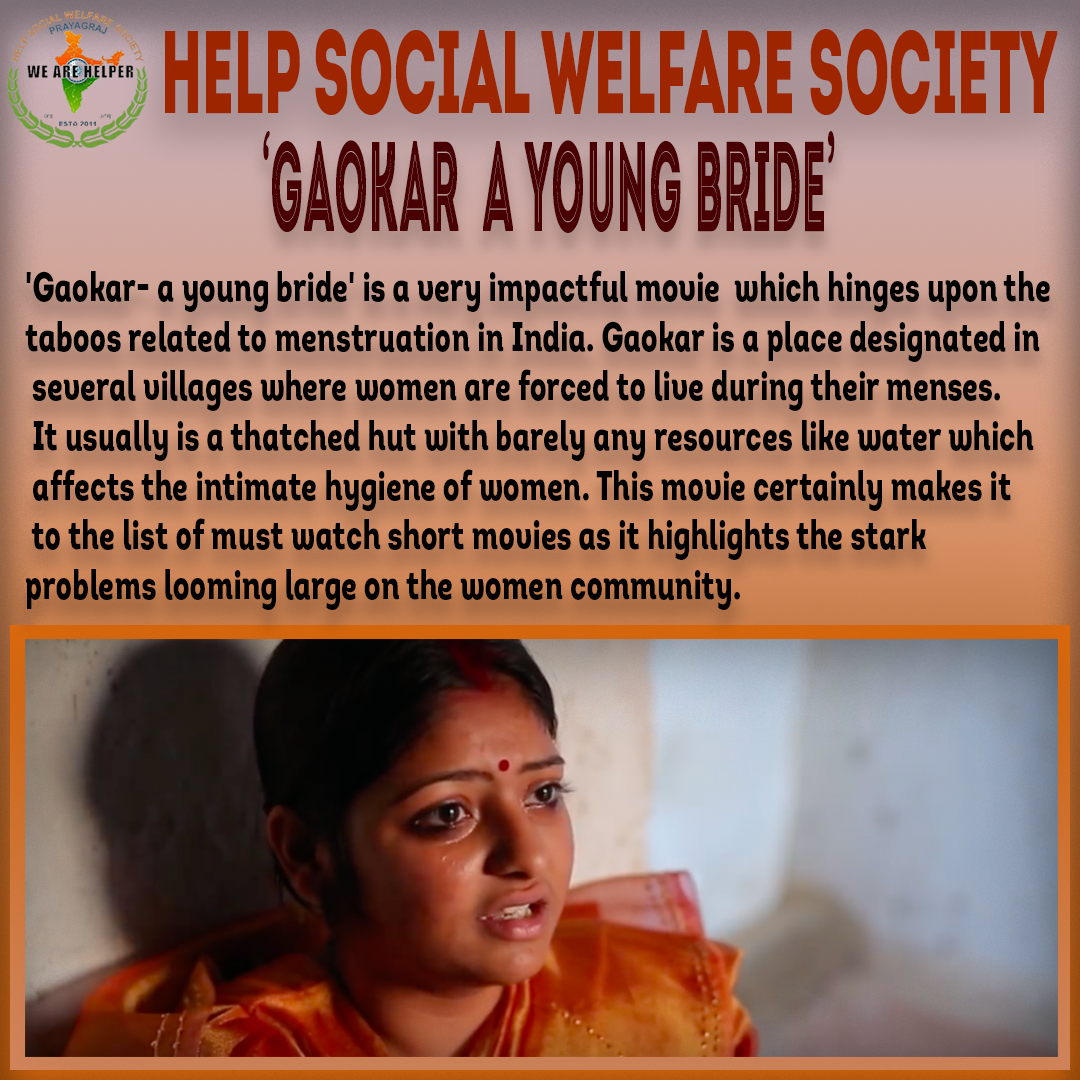 HELP SOCIAL WELFARE SOCIETY
PRAYAGRAJ
WE ARE HELPER
ESTD 2011
HELP SOCIAL WELFARE SOCIETY
‘GAOKAR A YOUNG BRIDE’
'Gaokar- a young bride' is a very impactful movie which hinges upon the
taboos related to menstruation in India. Gaokar is a place designated in
several villages where women are forced to live during their menses.
It usually is a thatched hut with barely any resources like water which
affects the intimate hygiene of women. This movie certainly makes it
to the list of must watch short movies as it highlights the stark
problems looming large on the women community.